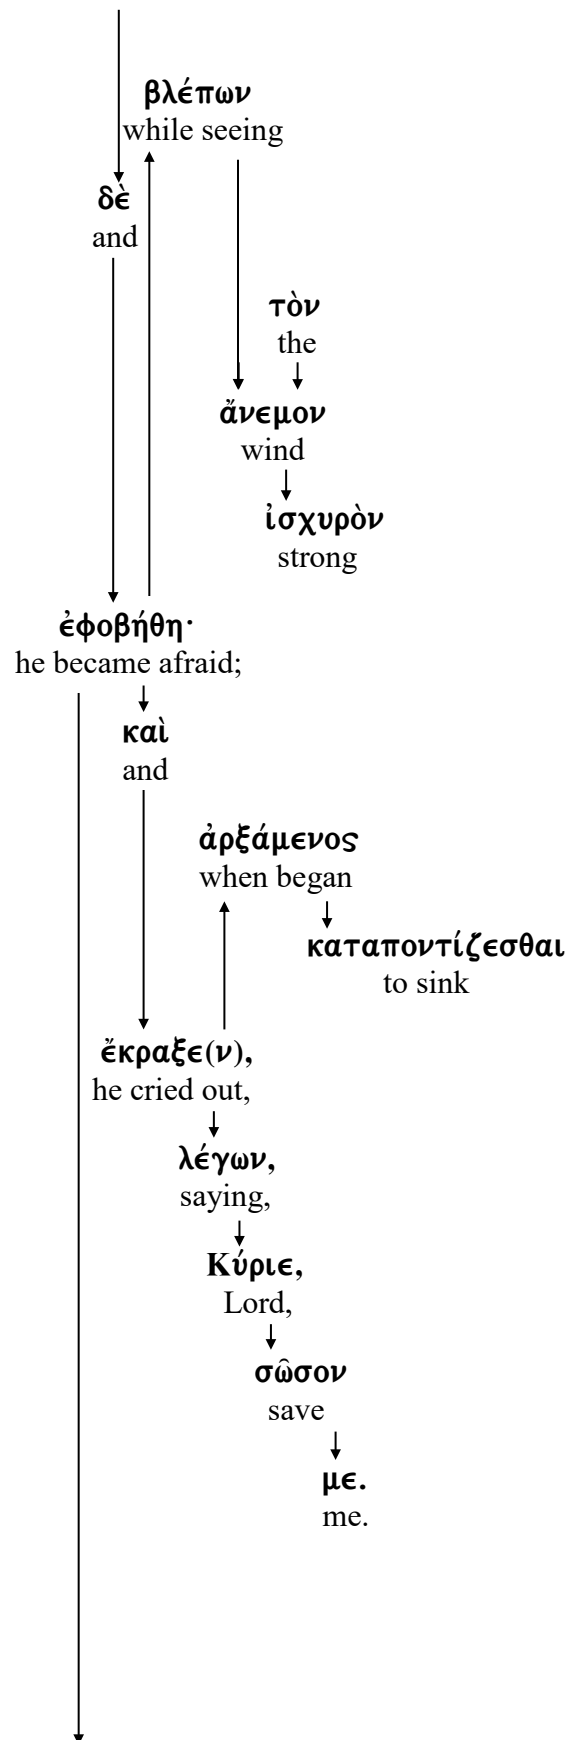 βλέπων
while seeing
δὲ
and
τὸν
the
ἄνεμον
wind
ἰσχυρὸν
strong
ἐφοβήθη·
he became afraid;
καὶ
and
ἀρξάμενος
when began
καταποντίζεσθαι
to sink
ἔκραξε(ν),
he cried out,
λέγων,
saying,
Κύριε,
Lord,
σῶσον
save
με.
me.